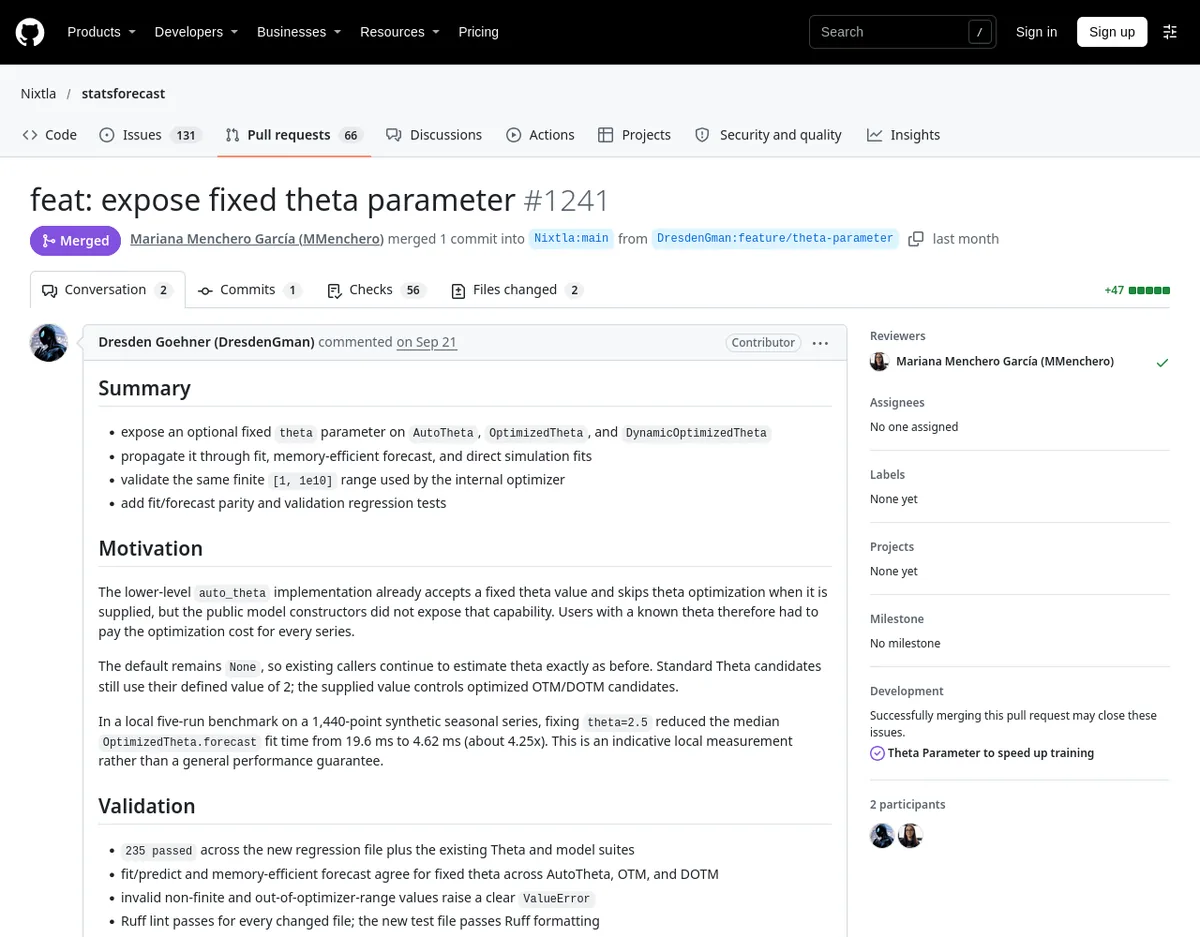 Products Developers Businesses Resources Pricing Search / Sign in Sign up
Nixtla / statsforecast
Code Issues 131 Pull requests 66 Discussions Actions Projects Security and quality Insights
feat: expose fixed theta parameter #1241
Merged Mariana Menchero García (MMenchero) merged 1 commit into Nixtla:main from DresdenGman:feature/theta-parameter last month
Conversation 2 Commits 1 Checks 56 Files changed 2 +47
Dresden Goehner (DresdenGman) commented on Sep 21 Contributor
Summary
expose an optional fixed theta parameter on AutoTheta, OptimizedTheta, and DynamicOptimizedTheta
propagate it through fit, memory-efficient forecast, and direct simulation fits
validate the same finite [1, 1e10] range used by the internal optimizer
add fit/forecast parity and validation regression tests
Motivation
The lower-level auto_theta implementation already accepts a fixed theta value and skips theta optimization when it is
supplied, but the public model constructors did not expose that capability. Users with a known theta therefore had to
pay the optimization cost for every series.
The default remains None, so existing callers continue to estimate theta exactly as before. Standard Theta candidates
still use their defined value of 2; the supplied value controls optimized OTM/DOTM candidates.
In a local five-run benchmark on a 1,440-point synthetic seasonal series, fixing theta=2.5 reduced the median
OptimizedTheta.forecast fit time from 19.6 ms to 4.62 ms (about 4.25x). This is an indicative local measurement
rather than a general performance guarantee.
Validation
235 passed across the new regression file plus the existing Theta and model suites
fit/predict and memory-efficient forecast agree for fixed theta across AutoTheta, OTM, and DOTM
invalid non-finite and out-of-optimizer-range values raise a clear ValueError
Ruff lint passes for every changed file; the new test file passes Ruff formatting
Reviewers
Mariana Menchero García (MMenchero)
Assignees
No one assigned
Labels
None yet
Projects
None yet
Milestone
No milestone
Development
Successfully merging this pull request may close these
issues.
Theta Parameter to speed up training
2 participants